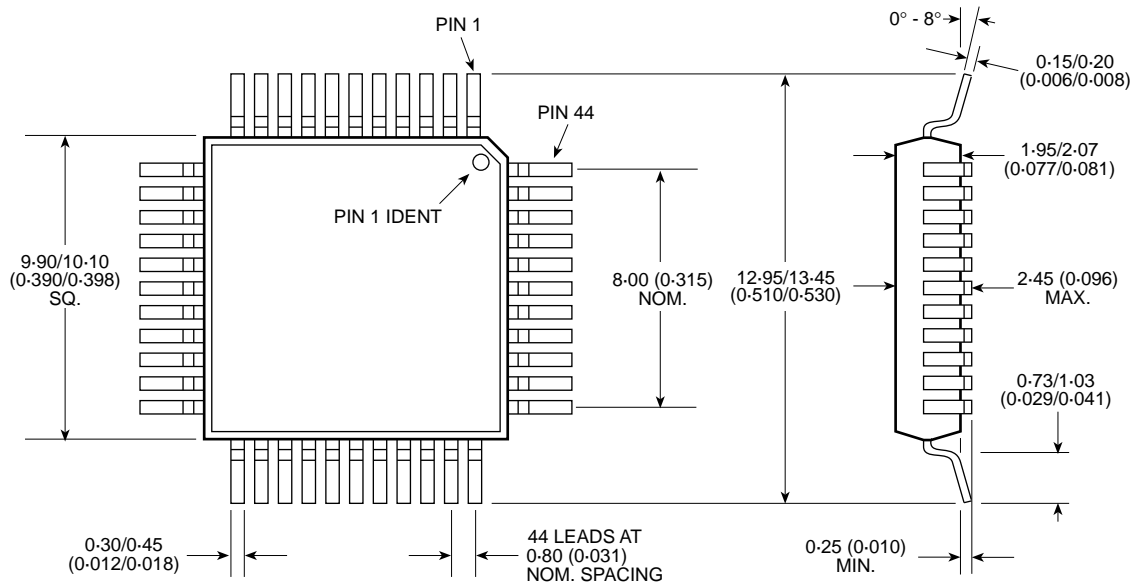 PIN 1
0° - 8°
0·15/0·20
(0·006/0·008)
PIN 44
1·95/2·07
(0·077/0·081)
PIN 1 IDENT
9·90/10·10
(0·390/0·398)
SQ.
8·00 (0·315)
NOM.
12·95/13·45
(0·510/0·530)
2·45 (0·096)
MAX.
0·73/1·03
(0·029/0·041)
0·30/0·45
(0·012/0·018)
44 LEADS AT
0·80 (0·031)
NOM. SPACING
0·25 (0·010)
MIN.